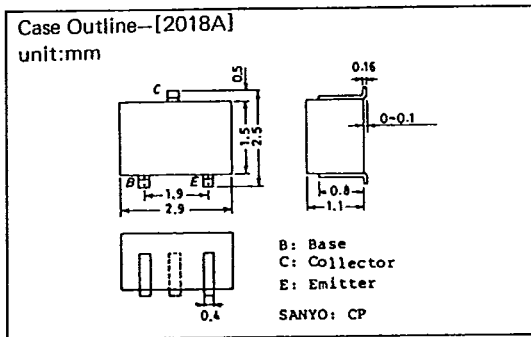 Case Outline—[2018A]
unit:mm
C
0.5
1.5
2.5
B
E
1.9
2.9
0.16
0~0.1
0.8
1.1
0.4
B: Base
C: Collector
E: Emitter
SANYO: CP